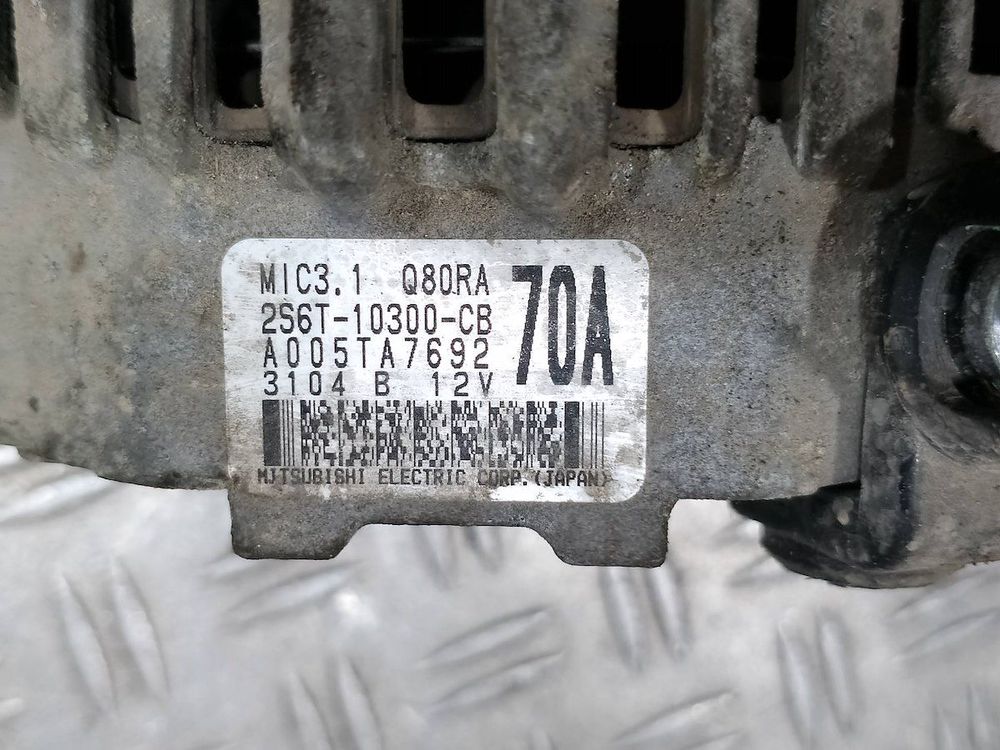 MIC3.1 Q80RA
70A
2S6T-10300-CB
A005TA7692
3104 B 12V
MITSUBISHI ELECTRIC CORP.(JAPAN)